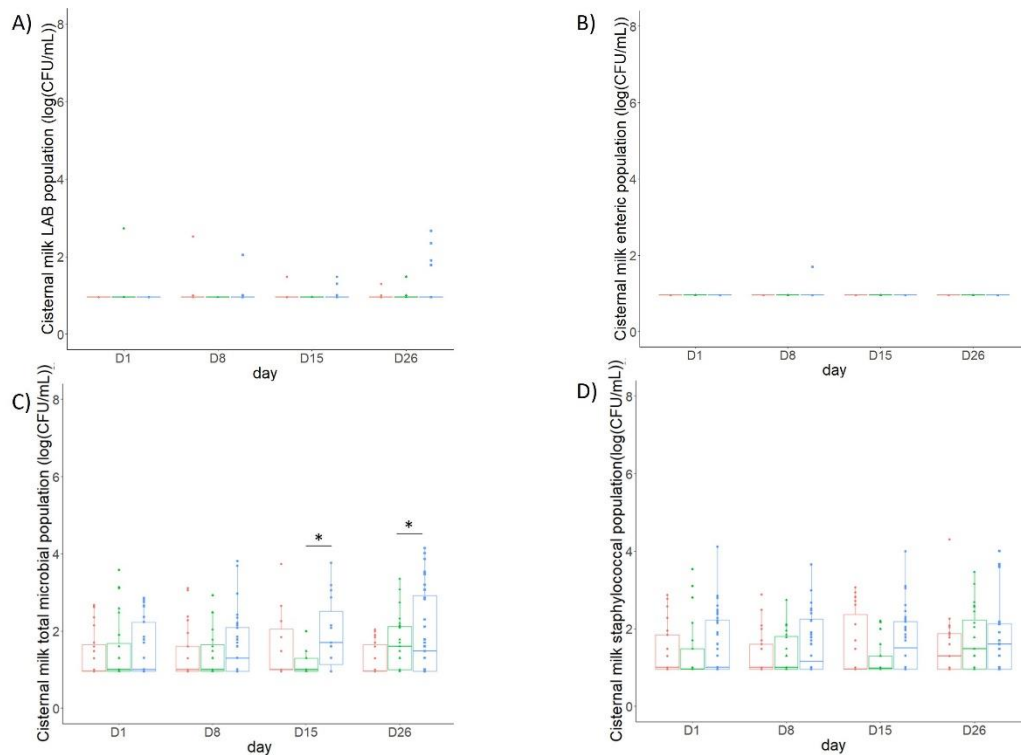 A)
Cisternal milk LAB population (log(CFU/mL))
8
6
4
2
0
D1 D8 D15 D26
day
B)
Cisternal milk enteric population (log(CFU/mL))
8
6
4
2
0
D1 D8 D15 D26
day
C)
Cisternal milk total microbial population (log(CFU/mL))
8
6
4
2
0
* *
D1 D8 D15 D26
day
D)
Cisternal milk staphylococcal population(log(CFU/mL))
8
6
4
2
0
D1 D8 D15 D26
day